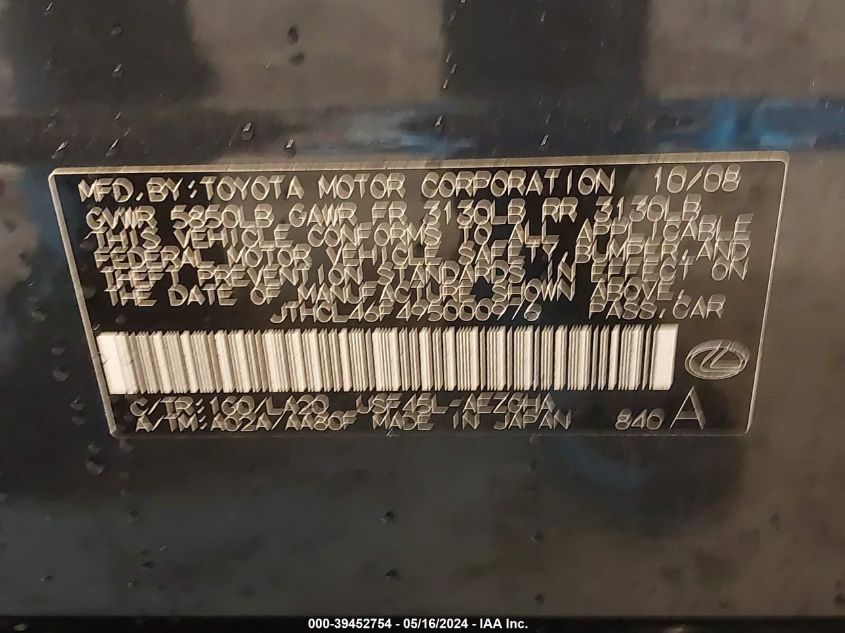 MFD. BY: TOYOTA MOTOR CORPORATION 10/08
GVWR 5850LB GAWR FR 3130LB RR 3130LB
THIS VEHICLE CONFORMS TO ALL APPLICABLE
FEDERAL MOTOR VEHICLE SAFETY, BUMPER, AND
THEFT PREVENTION STANDARDS IN EFFECT ON
THE DATE OF MANUFACTURE SHOWN ABOVE.
PASS. CAR
C/TR: 1G0/LA20 USF45L-AEZGHA
A/TM: A02A/AA80F MADE IN JAPAN 840 A
000-39452754 - 05/16/2024 - IAA Inc.